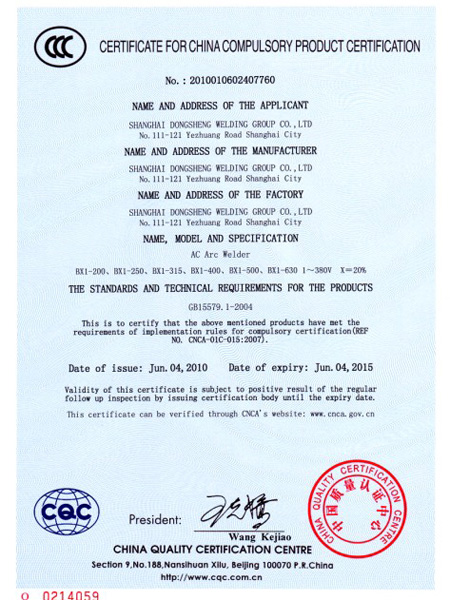 CCC
CERTIFICATE FOR CHINA COMPULSORY PRODUCT CERTIFICATION
No.: 2010010602407760
NAME AND ADDRESS OF THE APPLICANT
SHANGHAI DONGSHENG WELDING GROUP CO., LTD
No. 111-121 Yezhuang Road Shanghai City
NAME AND ADDRESS OF THE MANUFACTURER
SHANGHAI DONGSHENG WELDING GROUP CO., LTD
No. 111-121 Yezhuang Road Shanghai City
NAME AND ADDRESS OF THE FACTORY
SHANGHAI DONGSHENG WELDING GROUP CO., LTD
No. 111-121 Yezhuang Road Shanghai City
NAME, MODEL AND SPECIFICATION
AC Arc Welder
BX1-200、BX1-250、BX1-315、BX1-400、BX1-500、BX1-630 1~380V X=20%
THE STANDARDS AND TECHNICAL REQUIREMENTS FOR THE PRODUCTS
GB15579.1-2004
This is to certify that the above mentioned products have met the
requirements of implementation rules for compulsory certification(REF
NO. CNCA-01C-015:2007).
Date of issue: Jun. 04, 2010 Date of expiry: Jun. 04, 2015
Validity of this certificate is subject to positive result of the regular
follow up inspection by issuing certification body until the expiry date.
This certificate can be verified through CNCA's website: www.cnca.gov.cn
CQC
President:
Wang Kejiao
CHINA QUALITY CERTIFICATION CENTRE
中国质量认证中心
CHINA QUALITY CERTIFICATION CENTRE
Section 9, No.188, Nansihuan Xilu, Beijing 100070 P.R.China
http://www.cqc.com.cn
0214059